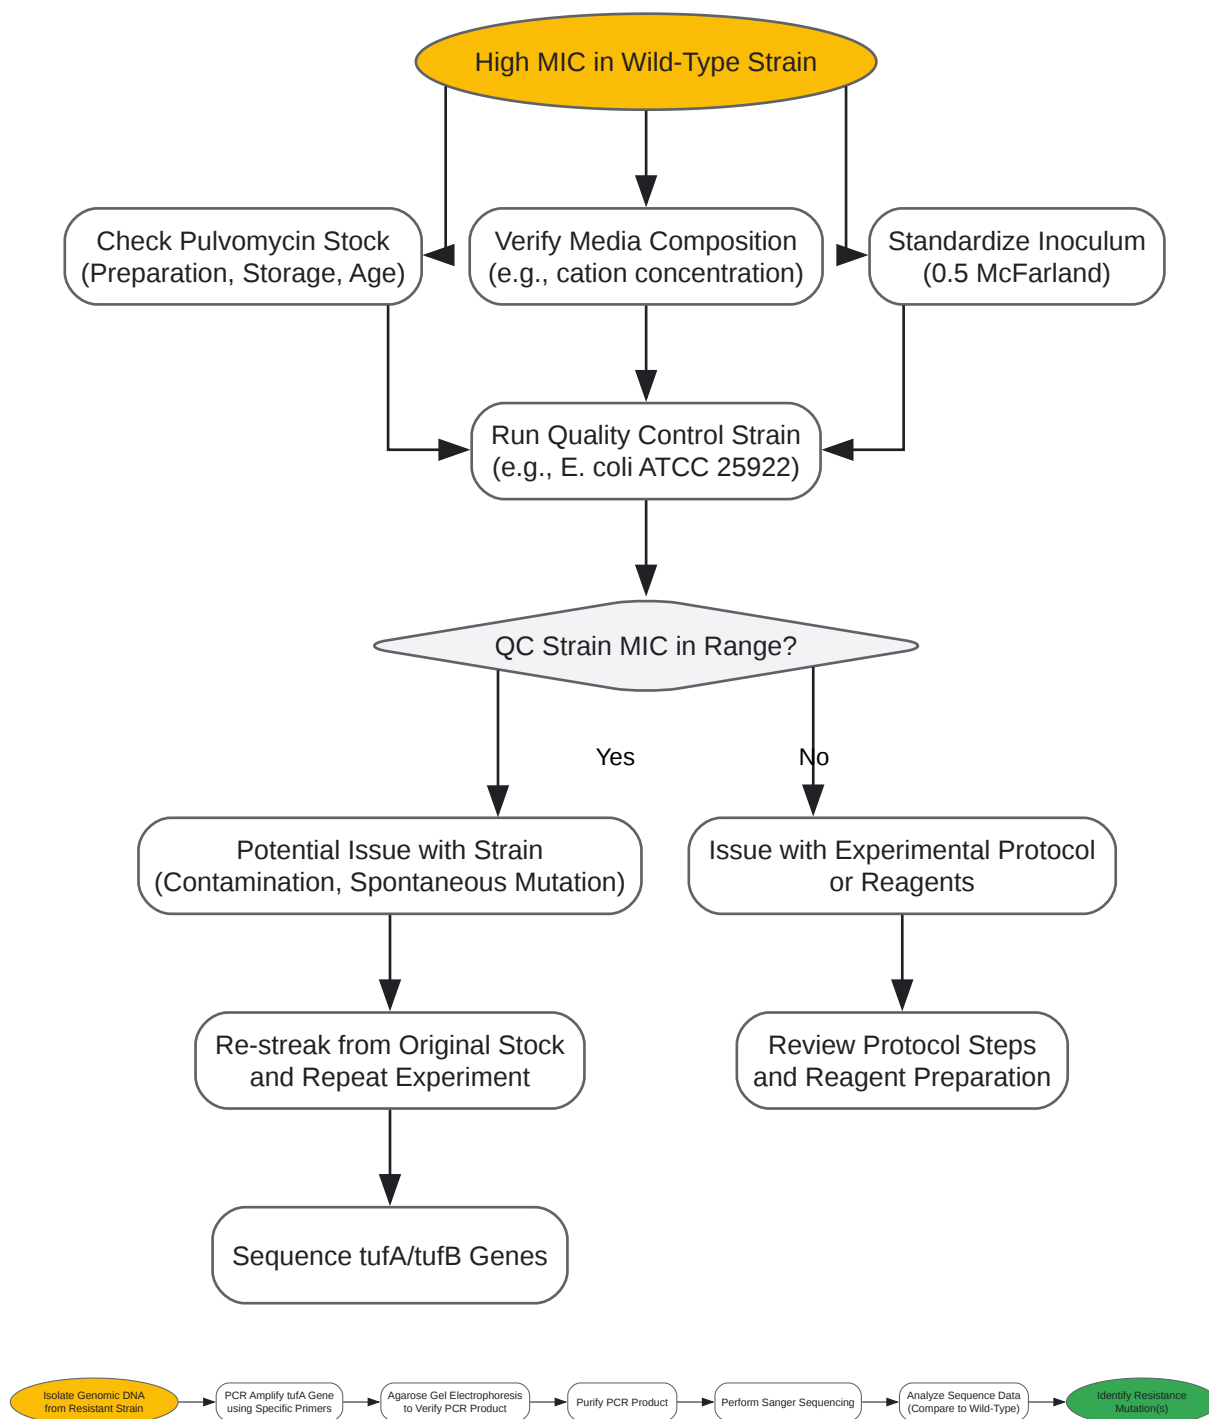 High MIC in Wild-Type Strain
Check Pulvomycin Stock
(Preparation, Storage, Age)
Verify Media Composition
(e.g., cation concentration)
Standardize Inoculum
(0.5 McFarland)
Run Quality Control Strain
(e.g., E. coli ATCC 25922)
QC Strain MIC in Range?
Yes
No
Potential Issue with Strain
(Contamination, Spontaneous Mutation)
Issue with Experimental Protocol
or Reagents
Re-streak from Original Stock
and Repeat Experiment
Review Protocol Steps
and Reagent Preparation
Sequence tufA/tufB Genes
Isolate Genomic DNA
from Resistant Strain
PCR Amplify tufA Gene
using Specific Primers
Agarose Gel Electrophoresis
to Verify PCR Product
Purify PCR Product
Perform Sanger Sequencing
Analyze Sequence Data
(Compare to Wild-Type)
Identify Resistance
Mutation(s)